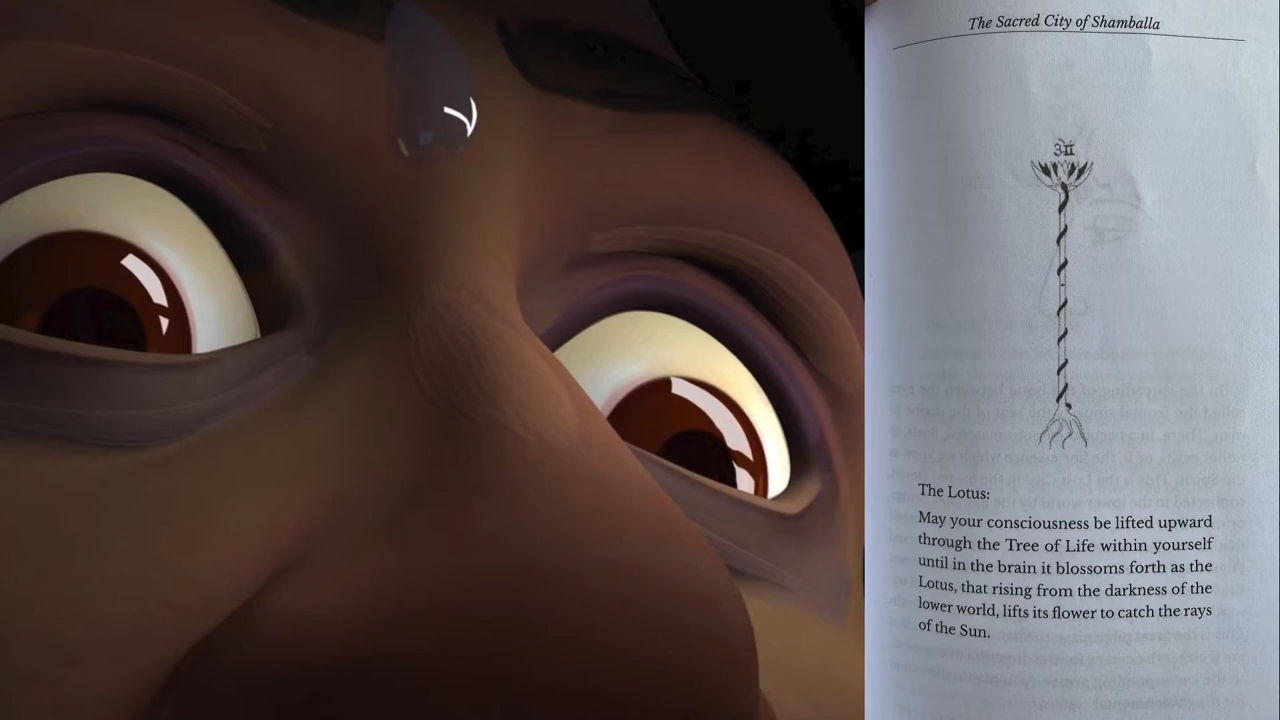 The Sacred City of Shamballa
The Lotus:
May your consciousness be lifted upward
through the Tree of Life within yourself
until in the brain it blossoms forth as the
Lotus, that rising from the darkness of the
lower world, lifts its flower to catch the rays
of the Sun.